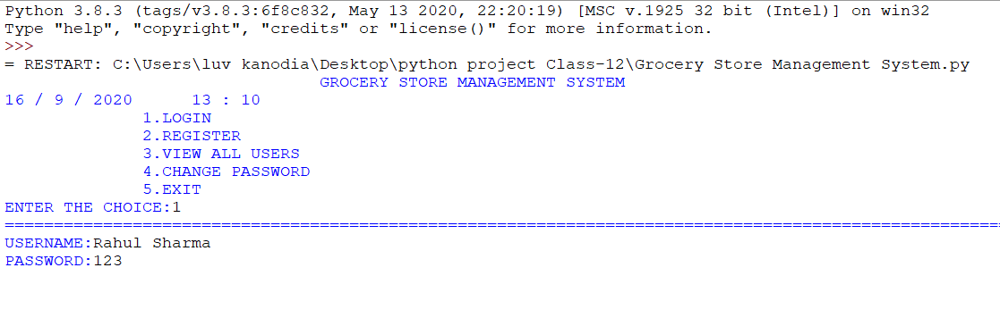 Python 3.8.3 (tags/v3.8.3:6f8c832, May 13 2020, 22:20:19) [MSC v.1925 32 bit (Intel)] on win32
Type "help", "copyright", "credits" or "license()" for more information.
>>>
= RESTART: C:\Users\luv kanodia\Desktop\python project Class-12\Grocery Store Management System.py
GROCERY STORE MANAGEMENT SYSTEM
16 / 9 / 2020      13 : 10
1.LOGIN
2.REGISTER
3.VIEW ALL USERS
4.CHANGE PASSWORD
5.EXIT
ENTER THE CHOICE:1
=====================================================================================================
USERNAME:Rahul Sharma
PASSWORD:123